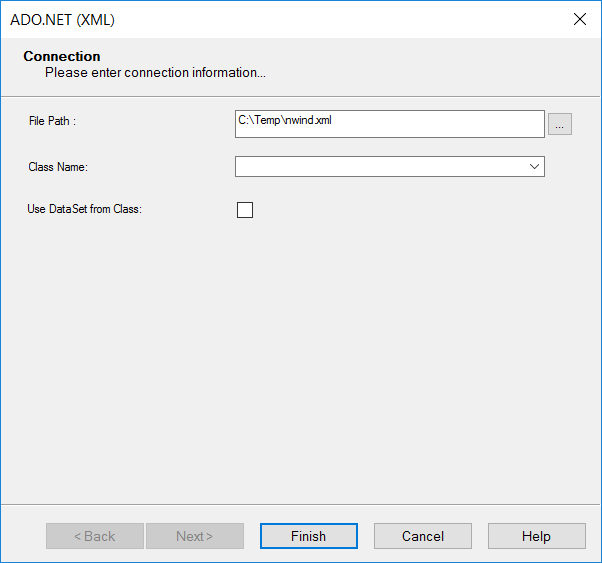 ADO.NET (XML)
Connection
Please enter connection information...
File Path :
C:\Temp\nwind.xml
...
Class Name:
Use DataSet from Class:
< Back
Next >
Finish
Cancel
Help